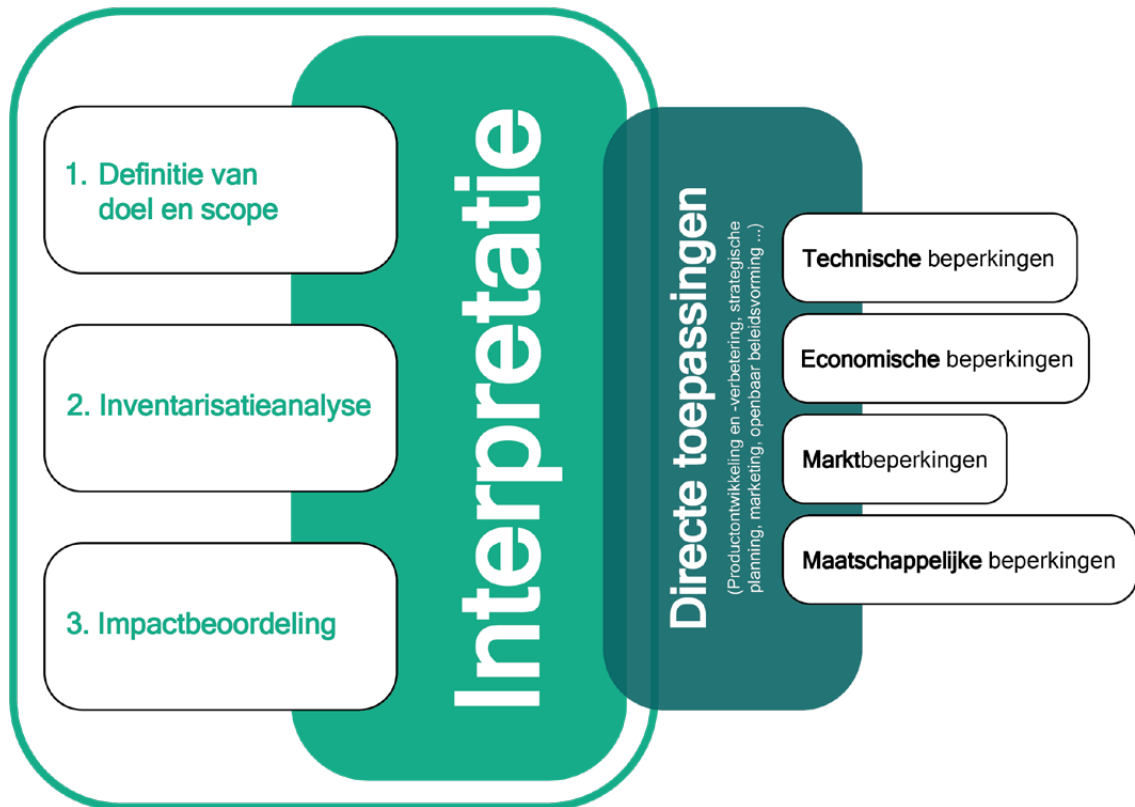 1. Definitie van
doel en scope
2. Inventarisatieanalyse
3. Impactbeoordeling
Interpretatie
Directe toepassingen
(Productontwikkeling en -verbetering, strategische
planning, marketing, openbaar beleidsvorming ...)
Technische beperkingen
Economische beperkingen
Marktbeperkingen
Maatschappelijke beperkingen